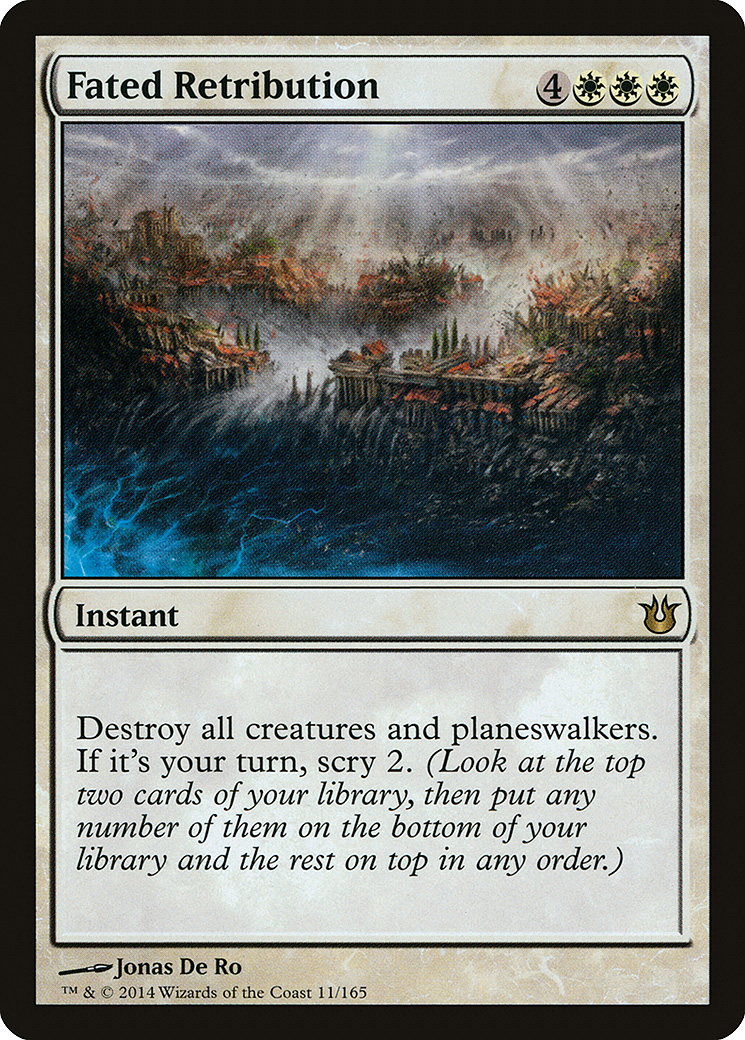 Fated Retribution 4
Instant
Destroy all creatures and planeswalkers.
If it's your turn, scry 2. (Look at the top
two cards of your library, then put any
number of them on the bottom of your
library and the rest on top in any order.)
Jonas De Ro
™ & © 2014 Wizards of the Coast 11/165